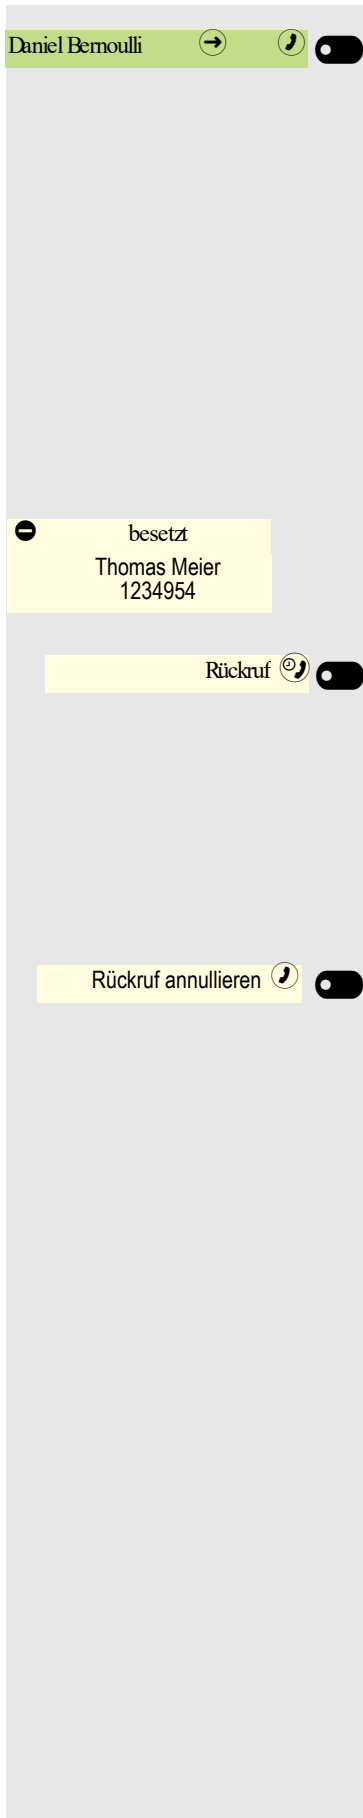 Daniel Bernoulli
besetzt
Thomas Meier
1234954
Rückruf
Rückruf annullieren